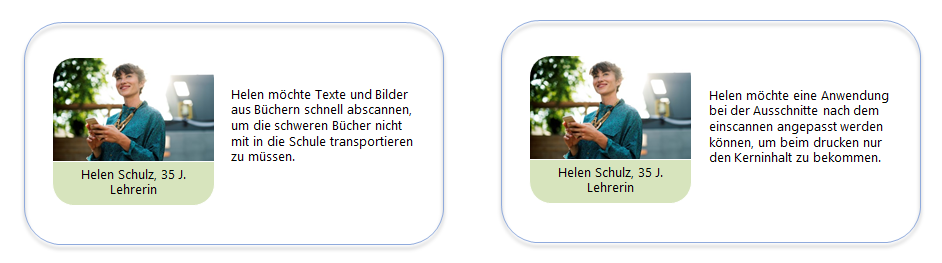 Helen möchte Texte und Bilder
aus Büchern schnell abscannen,
um die schweren Bücher nicht
mit in die Schule transportieren
zu müssen.
Helen Schulz, 35 J.
Lehrerin
Helen möchte eine Anwendung
bei der Ausschnitte nach dem
einscannen angepasst werden
können, um beim drucken nur
den Kerninhalt zu bekommen.
Helen Schulz, 35 J.
Lehrerin